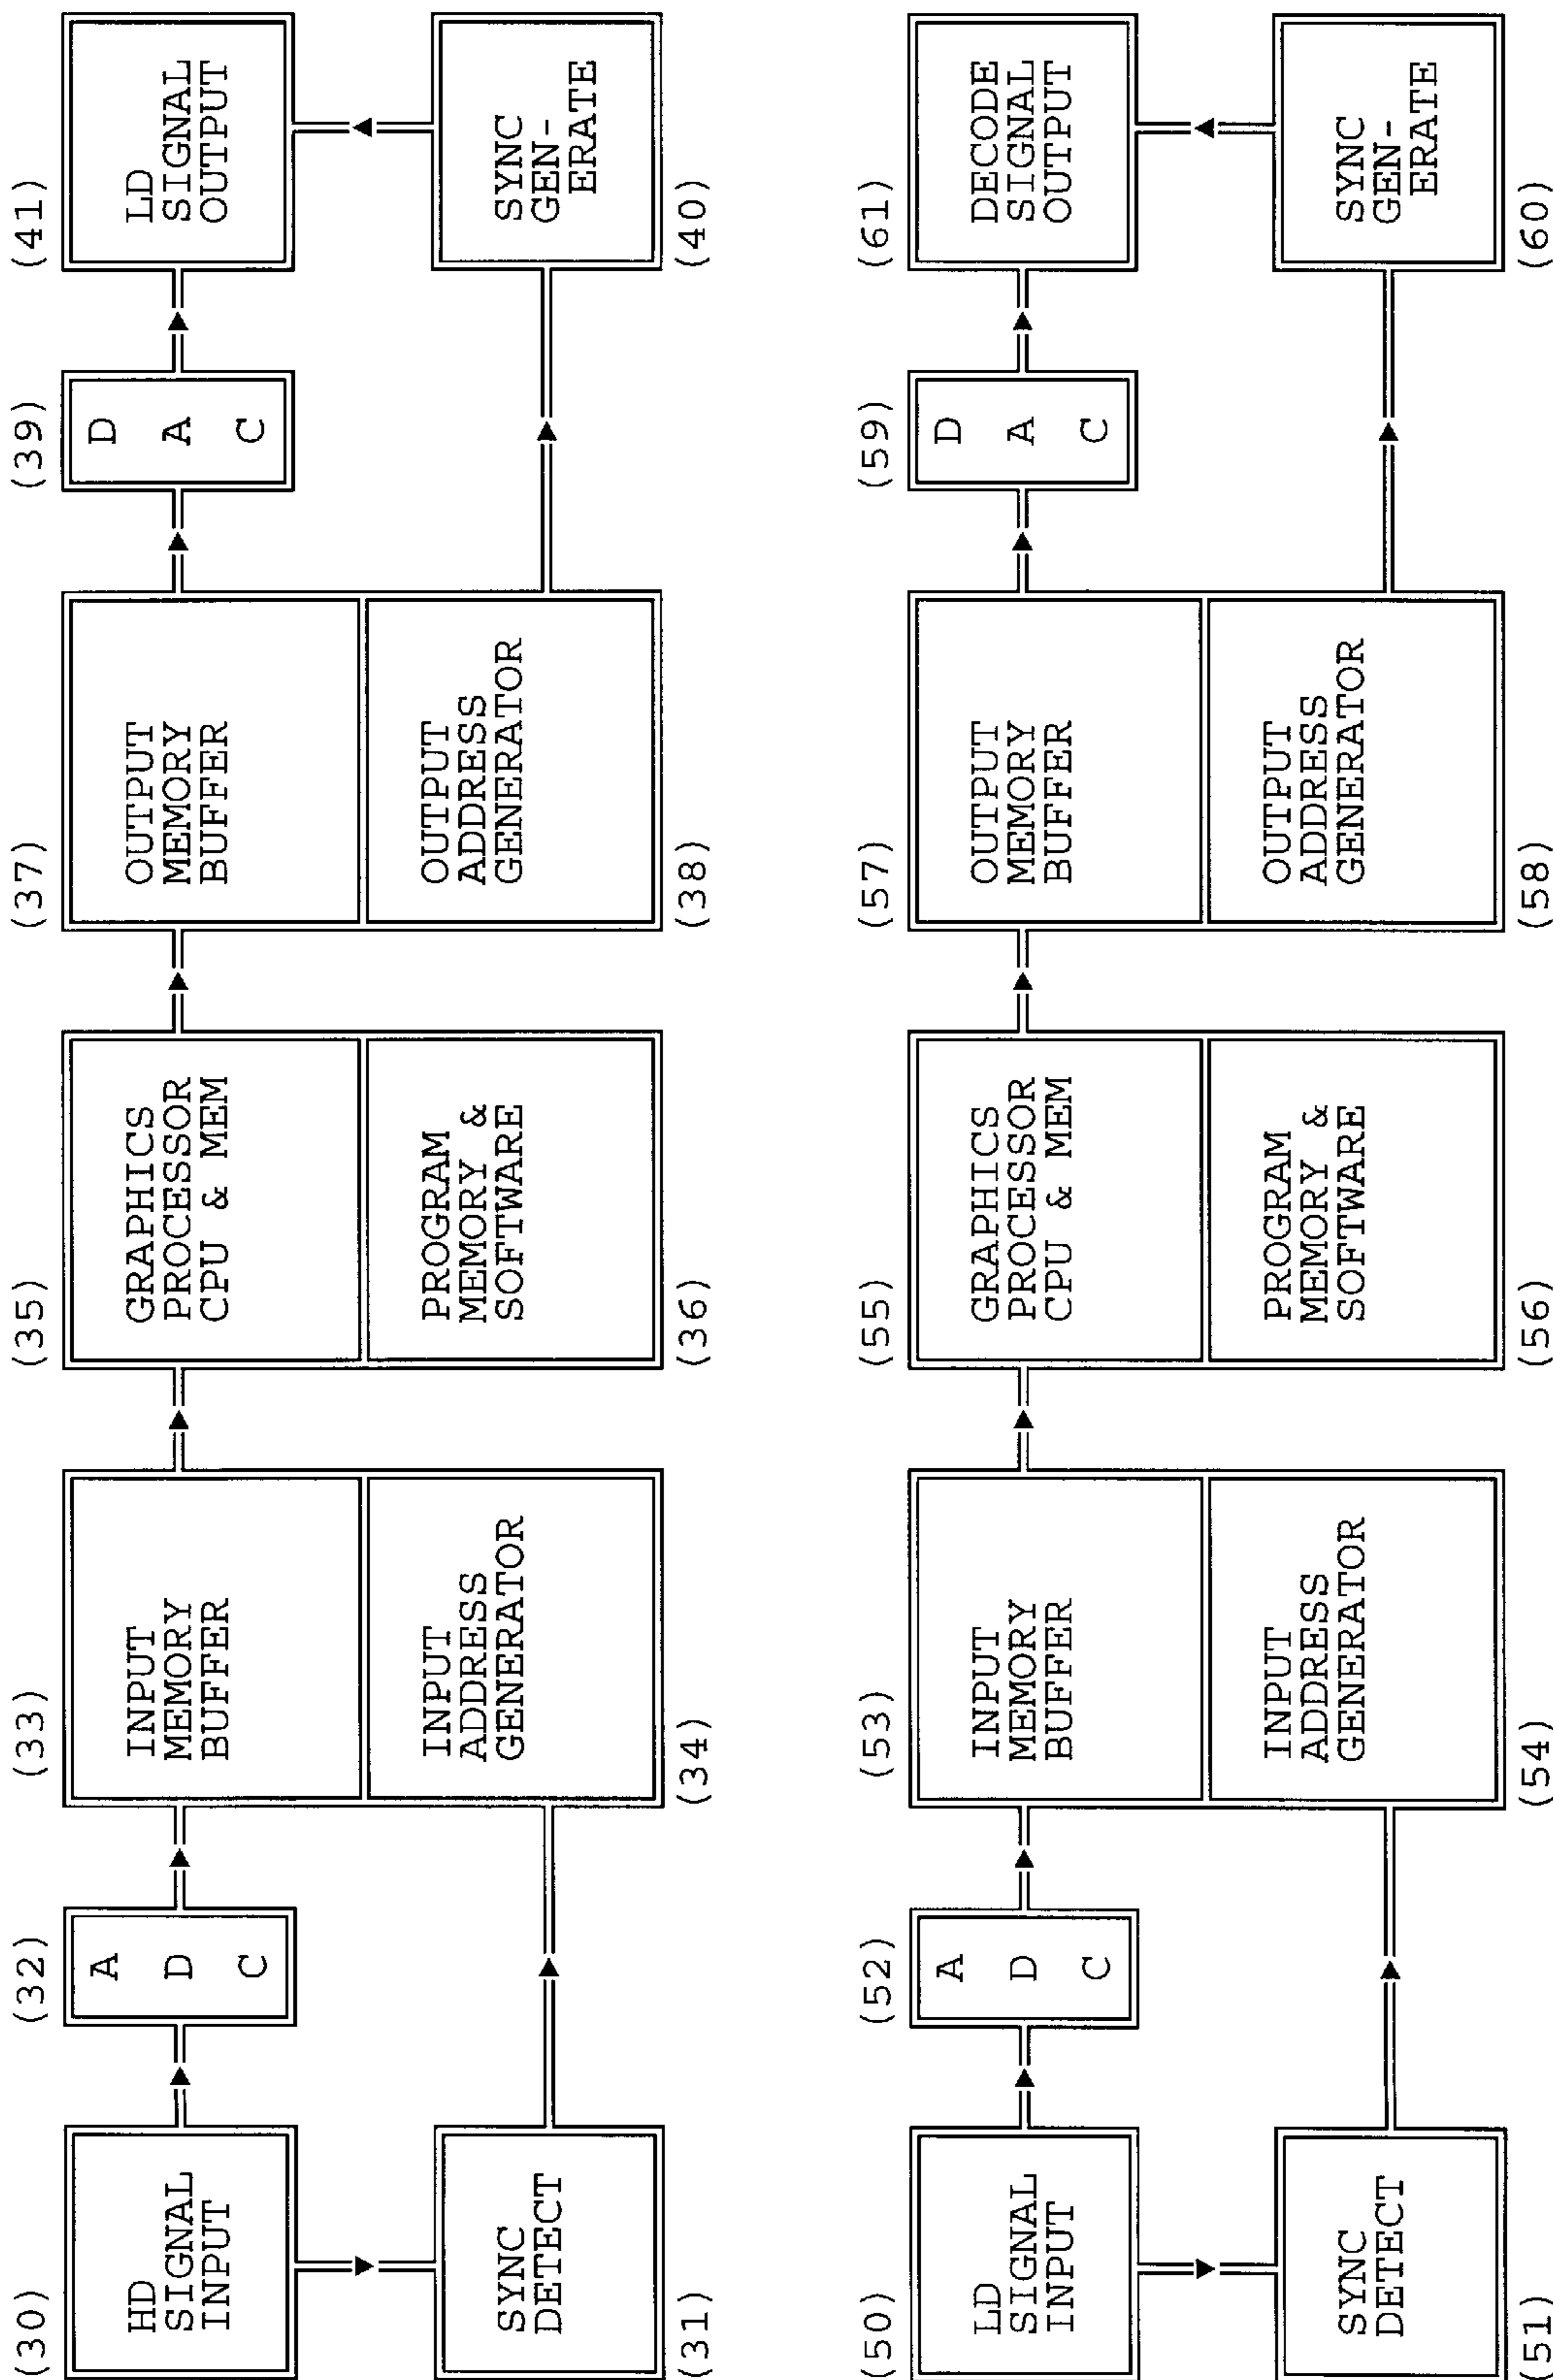 (30)
HD
SIGNAL
INPUT
SYNC
DETECT
(31)
(32)
A
D
C
(33)
INPUT
MEMORY
BUFFER
INPUT
ADDRESS
GENERATOR
(34)
(35)
GRAPHICS
PROCESSOR
CPU & MEM
PROGRAM
MEMORY &
SOFTWARE
(36)
(37)
OUTPUT
MEMORY
BUFFER
OUTPUT
ADDRESS
GENERATOR
(38)
(39)
D
A
C
(41)
LD
SIGNAL
OUTPUT
SYNC
GEN-
ERATE
(40)
(50)
LD
SIGNAL
INPUT
SYNC
DETECT
(51)
(52)
A
D
C
(53)
INPUT
MEMORY
BUFFER
INPUT
ADDRESS
GENERATOR
(54)
(55)
GRAPHICS
PROCESSOR
CPU & MEM
PROGRAM
MEMORY &
SOFTWARE
(56)
(57)
OUTPUT
MEMORY
BUFFER
OUTPUT
ADDRESS
GENERATOR
(58)
(59)
D
A
C
(61)
DECODE
SIGNAL
OUTPUT
SYNC
GEN-
ERATE
(60)